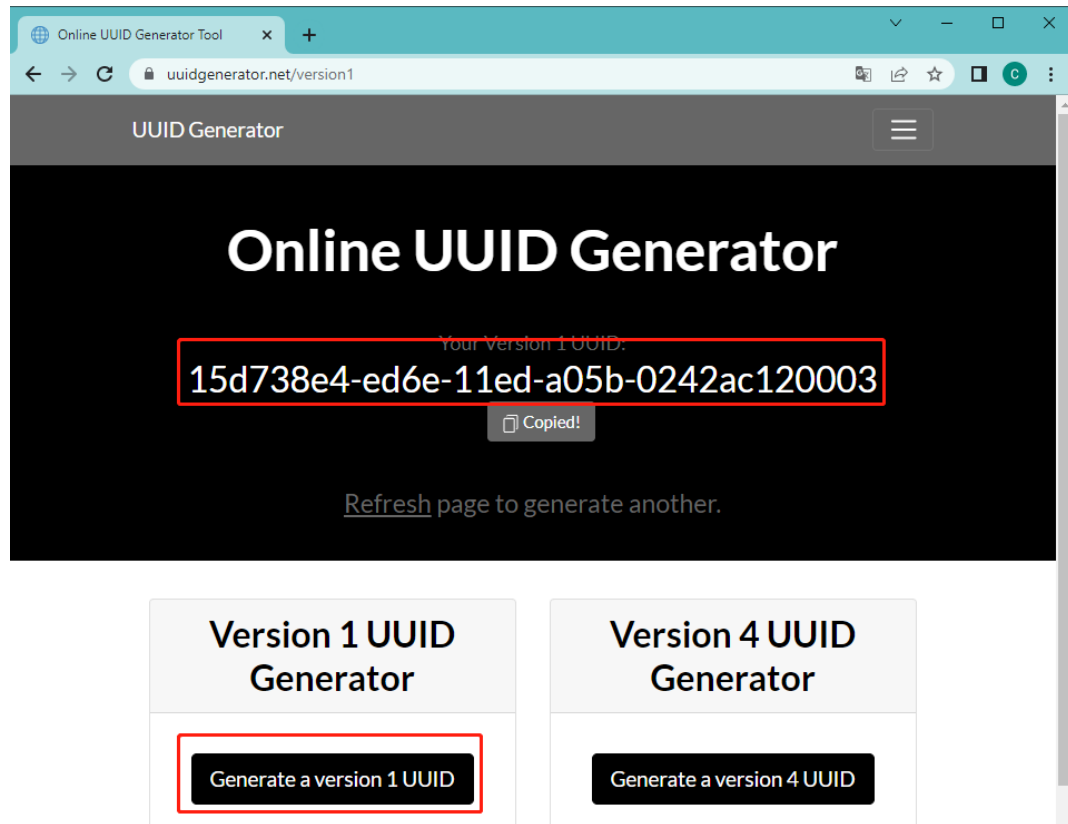 Online UUID Generator Tool
uuidgenerator.net/version1
C
UUID Generator
Online UUID Generator
Your Version 1 UUID:
15d738e4-ed6e-11ed-a05b-0242ac120003
Copied!
Refresh page to generate another.
Version 1 UUID
Generator
Generate a version 1 UUID
Version 4 UUID
Generator
Generate a version 4 UUID